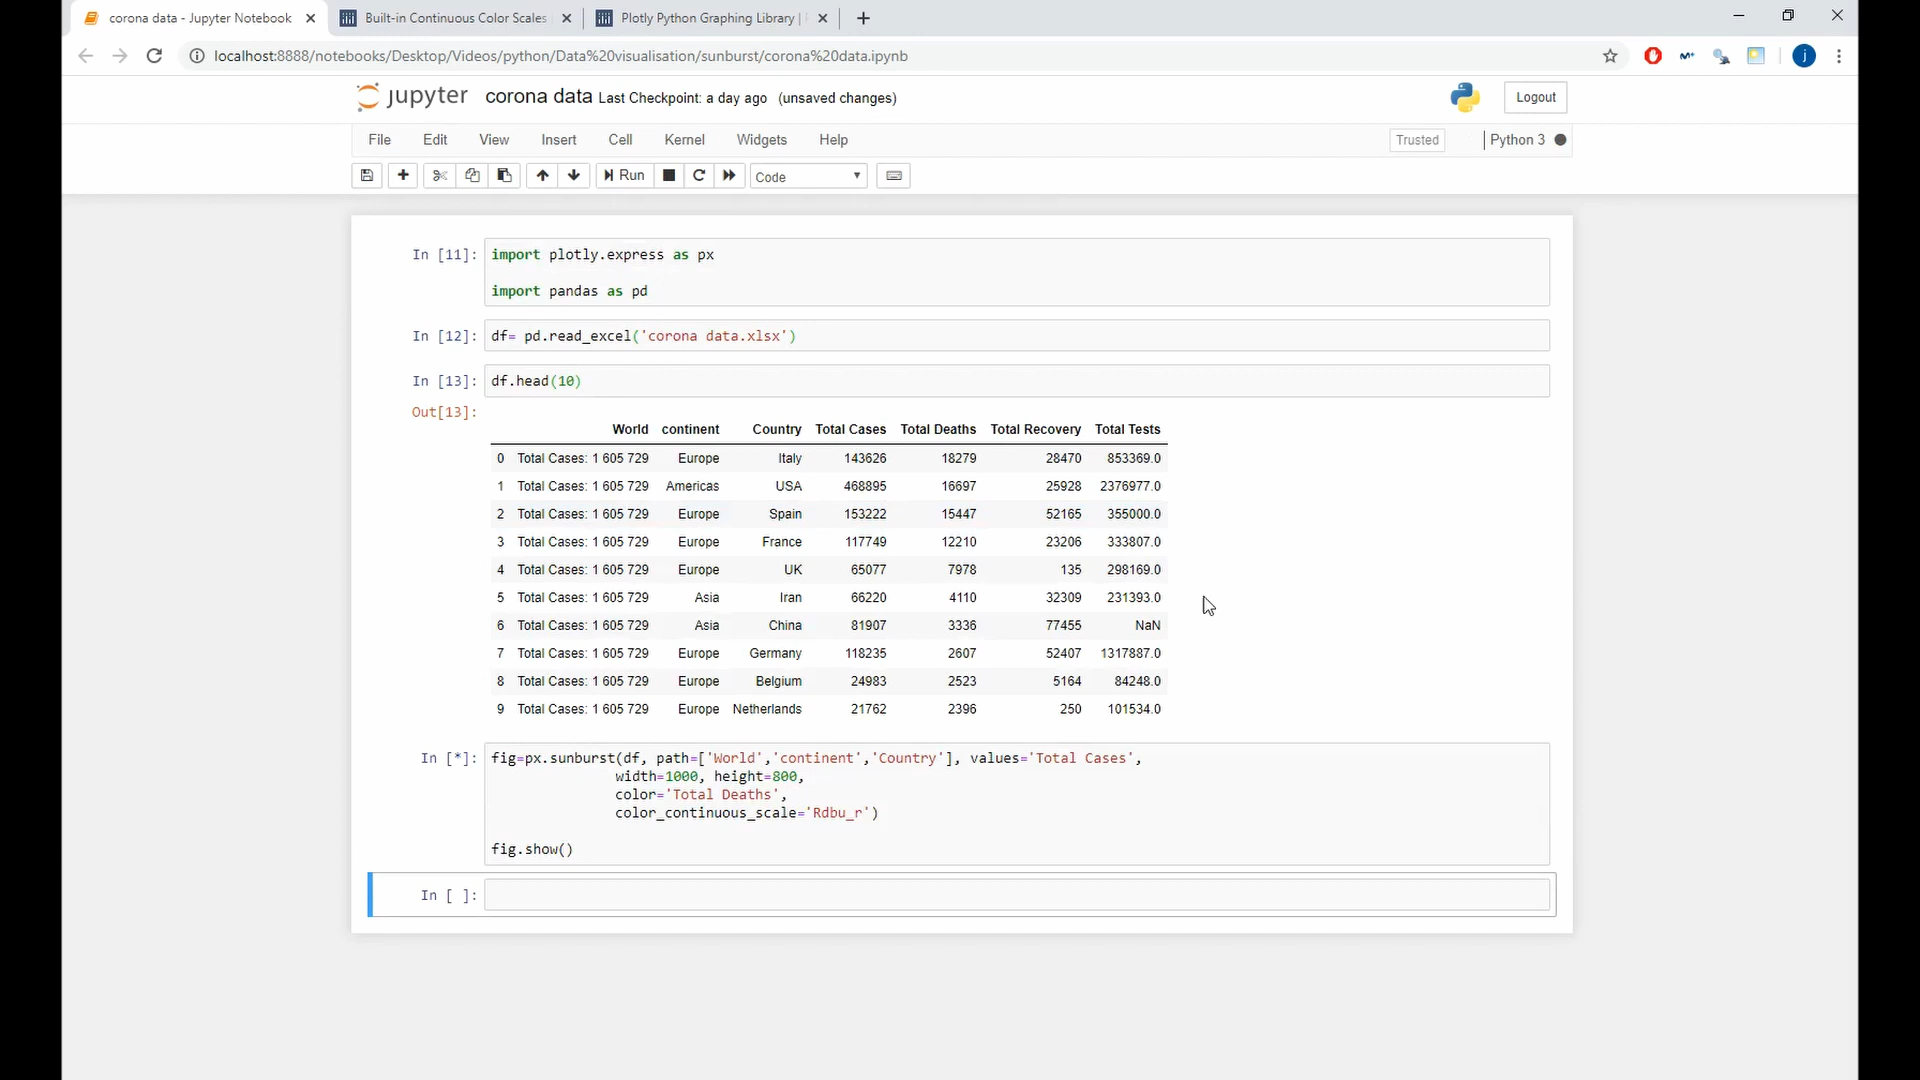 corona data - Jupyter Notebook
Built-in Continuous Color Scales
Plotly Python Graphing Library |
localhost:8888/notebooks/Desktop/Videos/python/Data%20visualisation/sunburst/corona%20data.ipynb
j
jupyter corona data Last Checkpoint: a day ago (unsaved changes)
Logout
File Edit View Insert Cell Kernel Widgets Help
Trusted
Python 3
Run
Code
In [11]: import plotly.express as px
import pandas as pd
In [12]: df= pd.read_excel('corona data.xlsx')
In [13]: df.head(10)
Out[13]:
World continent Country Total Cases Total Deaths Total Recovery Total Tests
0 Total Cases: 1 605 729 Europe Italy 143626 18279 28470 853369.0
1 Total Cases: 1 605 729 Americas USA 468895 16697 25928 2376977.0
2 Total Cases: 1 605 729 Europe Spain 153222 15447 52165 355000.0
3 Total Cases: 1 605 729 Europe France 117749 12210 23206 333807.0
4 Total Cases: 1 605 729 Europe UK 65077 7978 135 298169.0
5 Total Cases: 1 605 729 Asia Iran 66220 4110 32309 231393.0
6 Total Cases: 1 605 729 Asia China 81907 3336 77455 NaN
7 Total Cases: 1 605 729 Europe Germany 118235 2607 52407 1317887.0
8 Total Cases: 1 605 729 Europe Belgium 24983 2523 5164 84248.0
9 Total Cases: 1 605 729 Europe Netherlands 21762 2396 250 101534.0
In [*]: fig=px.sunburst(df, path=['World','continent','Country'], values='Total Cases',
width=1000, height=800,
color='Total Deaths',
color_continuous_scale='Rdbu_r')
fig.show()
In [ ]: